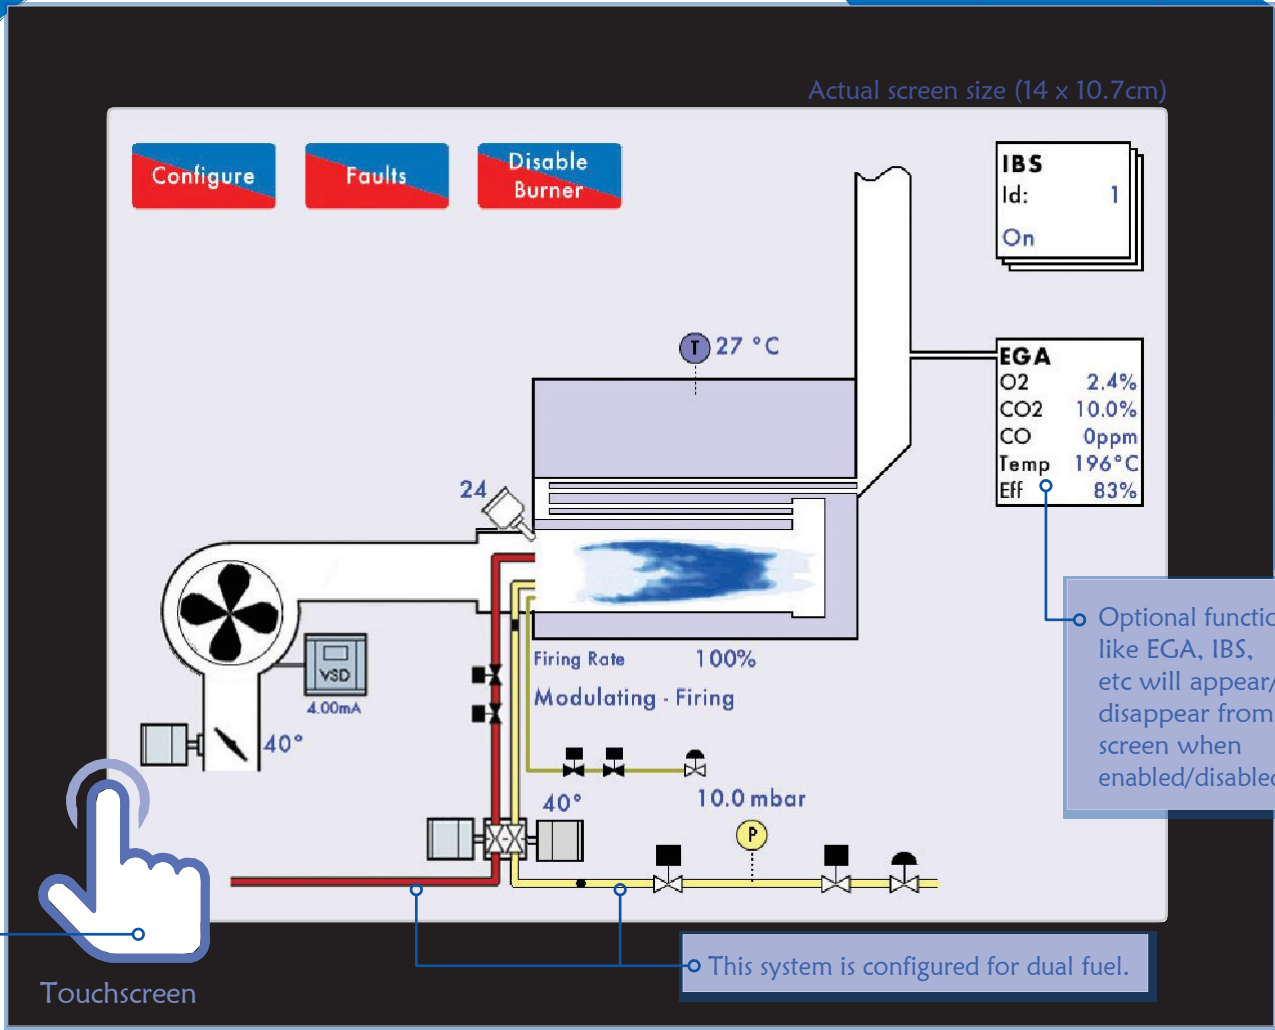 Actual screen size (14 x 10.7cm)
Configure
Faults
Disable
Burner
IBS
Id: 1
On
T 27 °C
EGA
O2 2.4%
CO2 10.0%
CO 0ppm
Temp 196°C
Eff 83%
24
VSD
4.00mA
40°
Firing Rate 100%
Modulating - Firing
40°
10.0 mbar
P
Optional
like EGA, IBS,
etc will appear/
disappear from
screen when
enabled/disabled
This system is configured for dual fuel.
Touchscreen